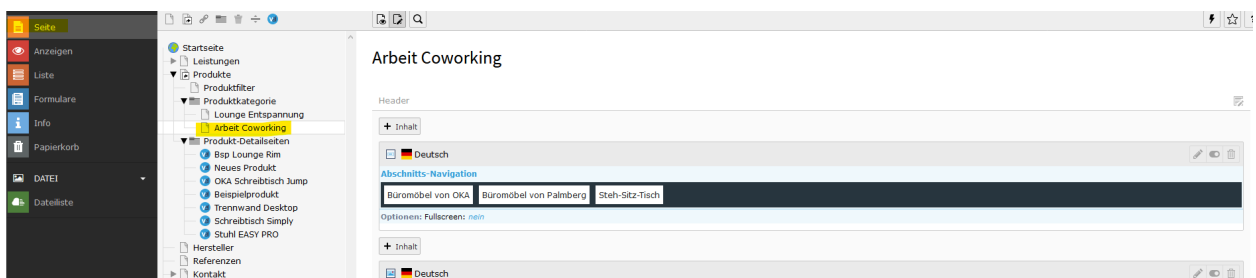 Seite
Anzeigen
Liste
Formulare
Info
Papierkorb
DATEI
Dateiliste
Startseite
Leistungen
Produkte
Produktfilter
Produktkategorie
Lounge Entspannung
Arbeit Coworking
Produkt-Detailseiten
Bsp Lounge Rim
Neues Produkt
OKA Schreibtisch Jump
Beispielprodukt
Trennwand Desktop
Schreibtisch Simply
Stuhl EASY PRO
Hersteller
Referenzen
Kontakt
Arbeit Coworking
Header
+ Inhalt
Deutsch
Abschnitts-Navigation
Büromöbel von OKA Büromöbel von Palmberg Steh-Sitz-Tisch
Optionen: Fullscreen: nein
+ Inhalt
Deutsch